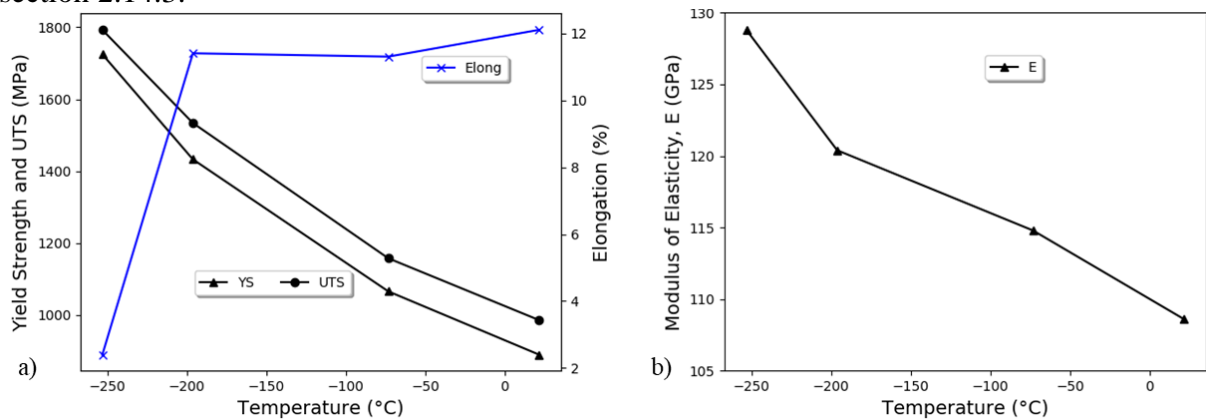 section 2.14.3.
1800
1600
1400
1200
1000
Yield Strength and UTS (MPa)
Elong
YS UTS
12
10
8
6
4
2
Elongation (%)
a)
−250 −200 −150 −100 −50 0
Temperature (°C)
130
125
120
115
110
105
Modulus of Elasticity, E (GPa)
E
b)
−250 −200 −150 −100 −50 0
Temperature (°C)